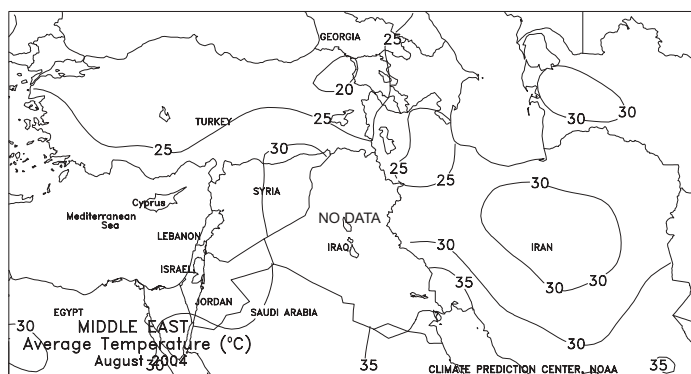 GEORGIA
25
20
30
30
TURKEY
25
25
30
25
25
SYRIA
30
Cyprus
Mediterranean
Sea
NO DATA
LEBANON
IRAQ
30
IRAN
ISRAEL
35
30
30
JORDAN
EGYPT
SAUDI ARABIA
30
MIDDLE EAST
Average Temperature (°C)
August 2004
30
30
35
CLIMATE PREDICTION CENTER, NOAA
35